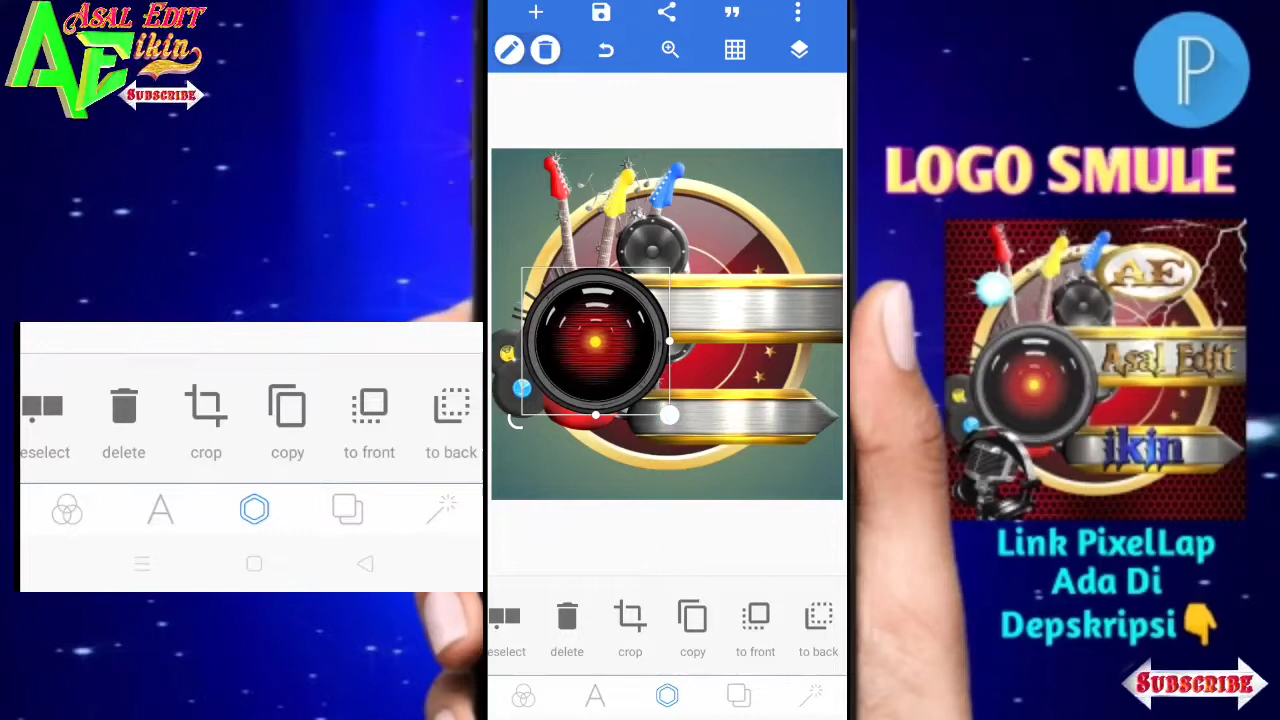 ASAL EDIT
AE
ikin
SUBSCRIBE
eselect
delete
crop
copy
to front
to back
eselect
delete
crop
copy
to front
to back
P
LOGO SMULE
AE
Asal Edit
ikin
Link PixelLap
Ada Di
Depskripsi👇
SUBSCRIBE